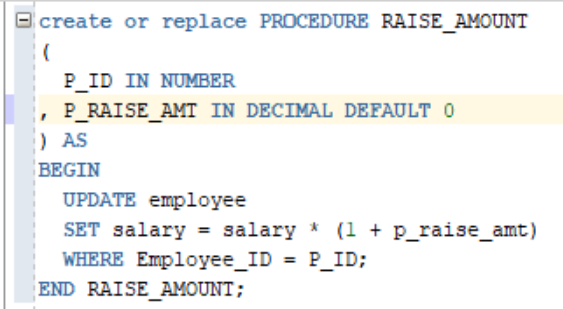 create or replace PROCEDURE RAISE_AMOUNT
(
P_ID IN NUMBER
, P_RAISE_AMT IN DECIMAL DEFAULT 0
) AS
BEGIN
UPDATE employee
SET salary = salary * (1 + p_raise_amt)
WHERE Employee_ID = P_ID;
END RAISE_AMOUNT;